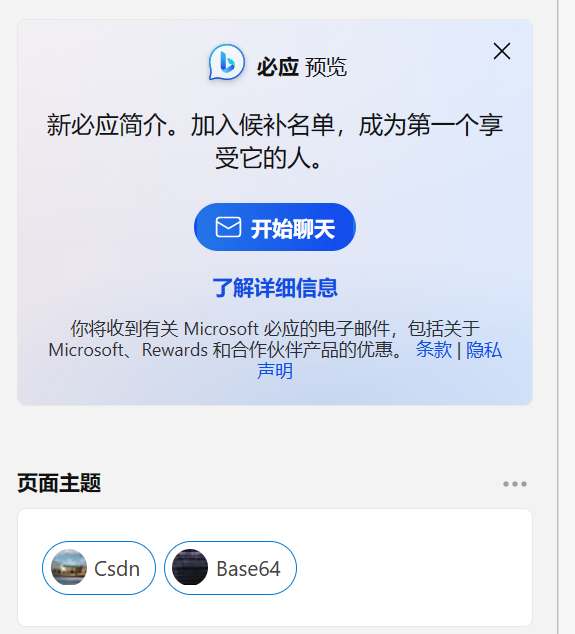 必应 预览
新必应简介。加入候补名单，成为第一个享
受它的人。
开始聊天
了解详细信息
你将收到有关 Microsoft 必应的电子邮件，包括关于
Microsoft、Rewards 和合作伙伴产品的优惠。 条款 | 隐私
声明
页面主题
Csdn Base64